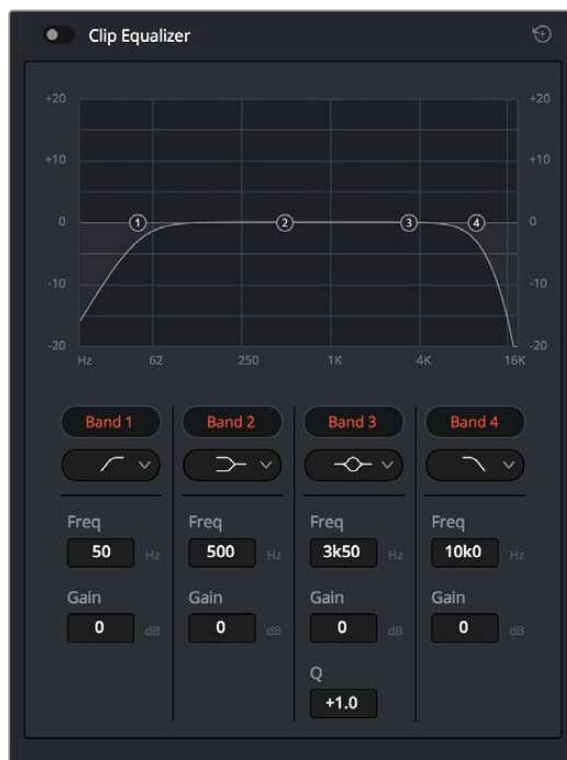 Clip Equalizer
+20 +20
+10 +10
1 2 3 4
0 0
-10 -10
-20 -20
Hz 62 250 1K 4K 16K
Band 1 Band 2 Band 3 Band 4
Freq Freq Freq Freq
50 Hz 500 Hz 3k50 Hz 10k0 Hz
Gain Gain Gain Gain
0 dB 0 dB 0 dB 0 dB
Q
+1.0